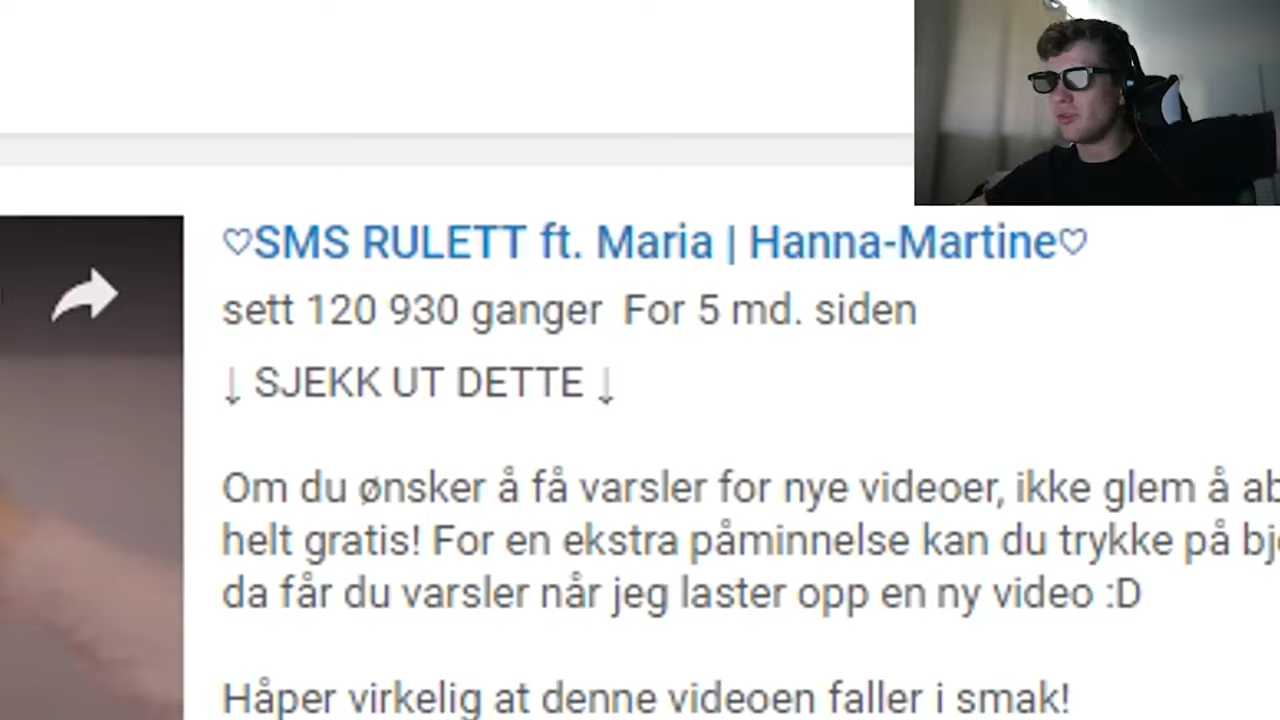 ♡SMS RULETT ft. Maria | Hanna-Martine♡
sett 120 930 ganger For 5 md. siden
↓ SJEKK UT DETTE ↓
Om du ønsker å få varsler for nye videoer, ikke glem å
helt gratis! For en ekstra påminnelse kan du trykke på
da får du varsler når jeg laster opp en ny video :D
Håper virkelig at denne videoen faller i smak!